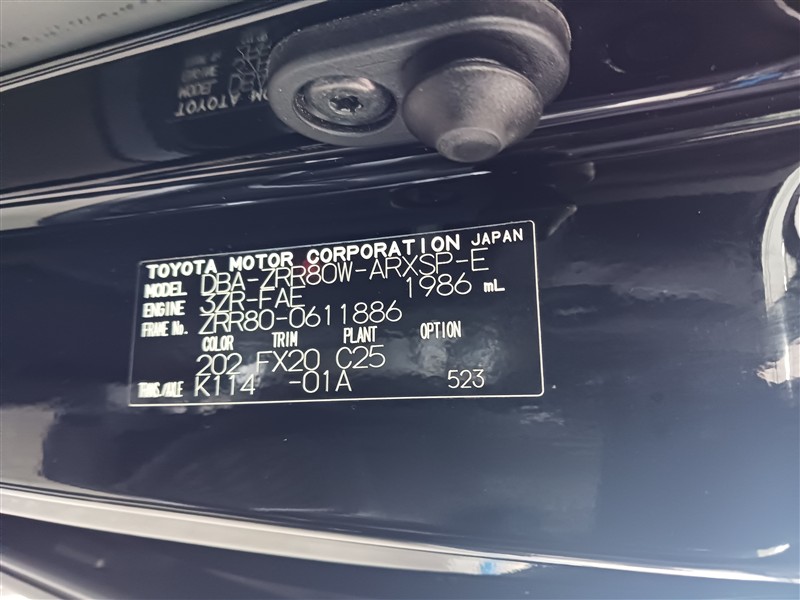 TOYOTA MOTOR CORPORATION JAPAN
MODEL DBA-ZRR80W-ARXSP-E
ENGINE 3ZR-FAE 1986 mL
FRAME No. ZRR80-0611886
COLOR TRIM PLANT OPTION
202 FX20 C25
TRANS./AXLE K114 -01A 523